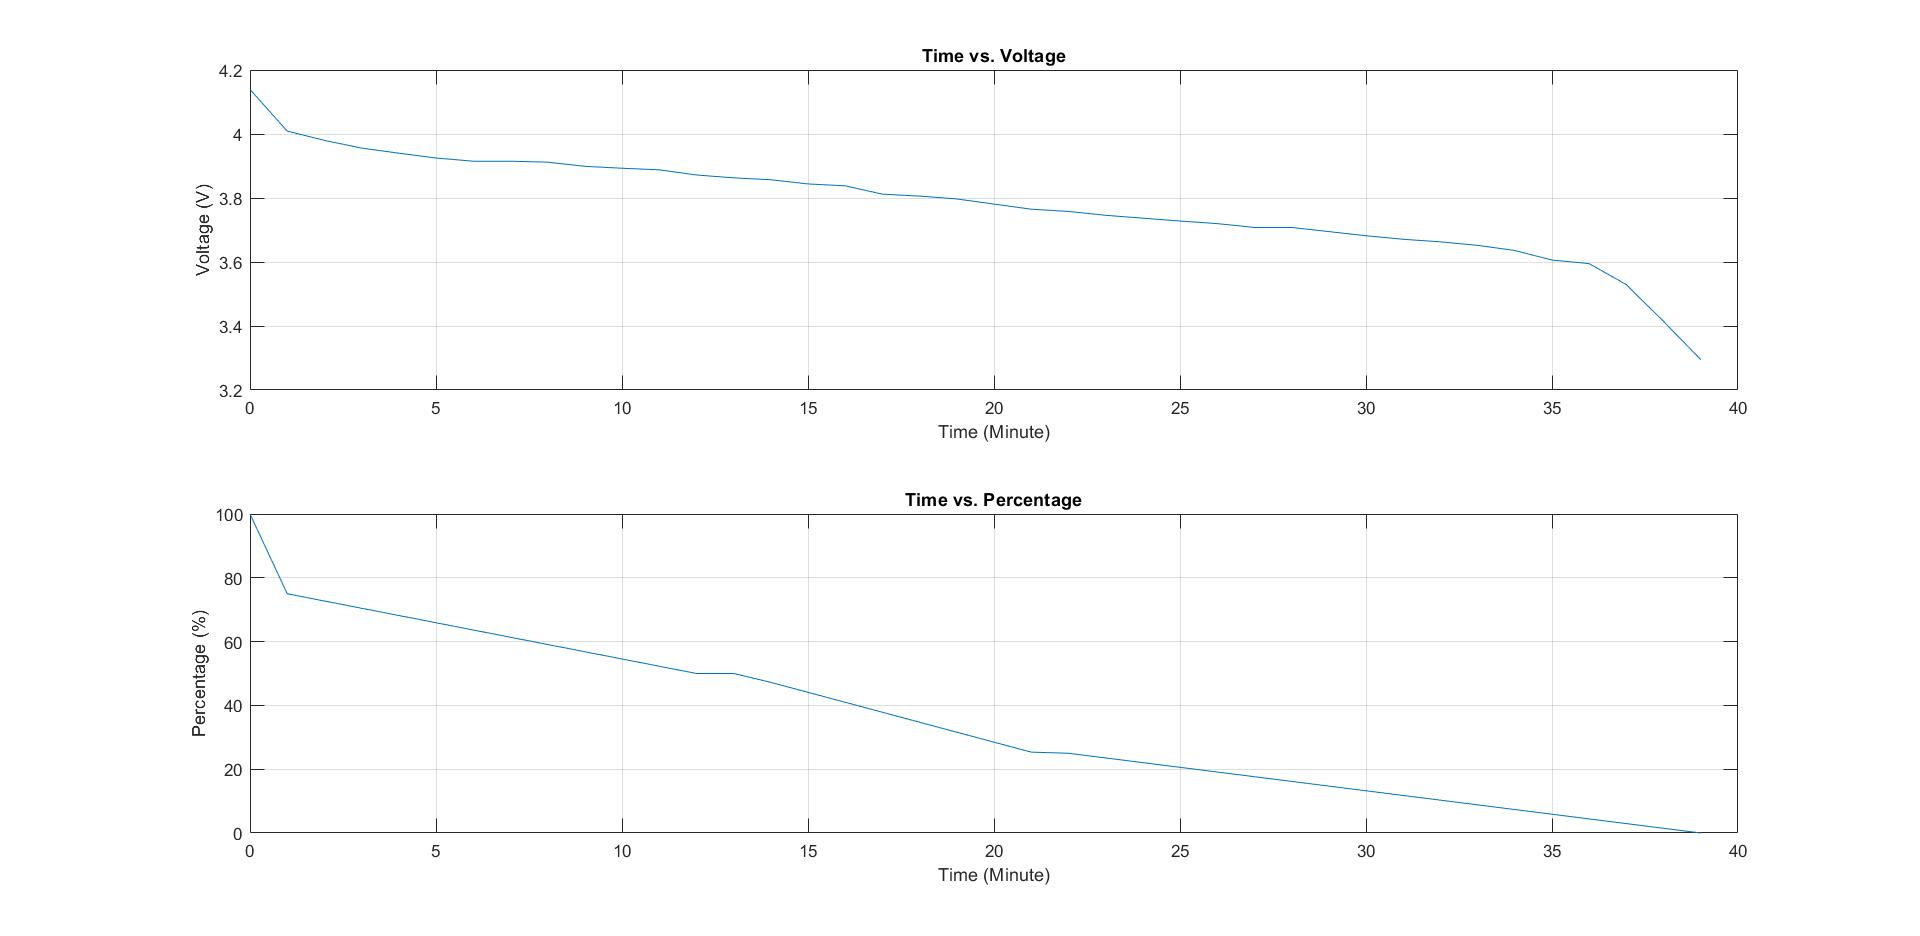 Time vs. Voltage
4.2
4
3.8
3.6
3.4
3.2
Voltage (V)
0 5 10 15 20 25 30 35 40
Time (Minute)
Time vs. Percentage
100
80
60
40
20
0
Percentage (%)
0 5 10 15 20 25 30 35 40
Time (Minute)